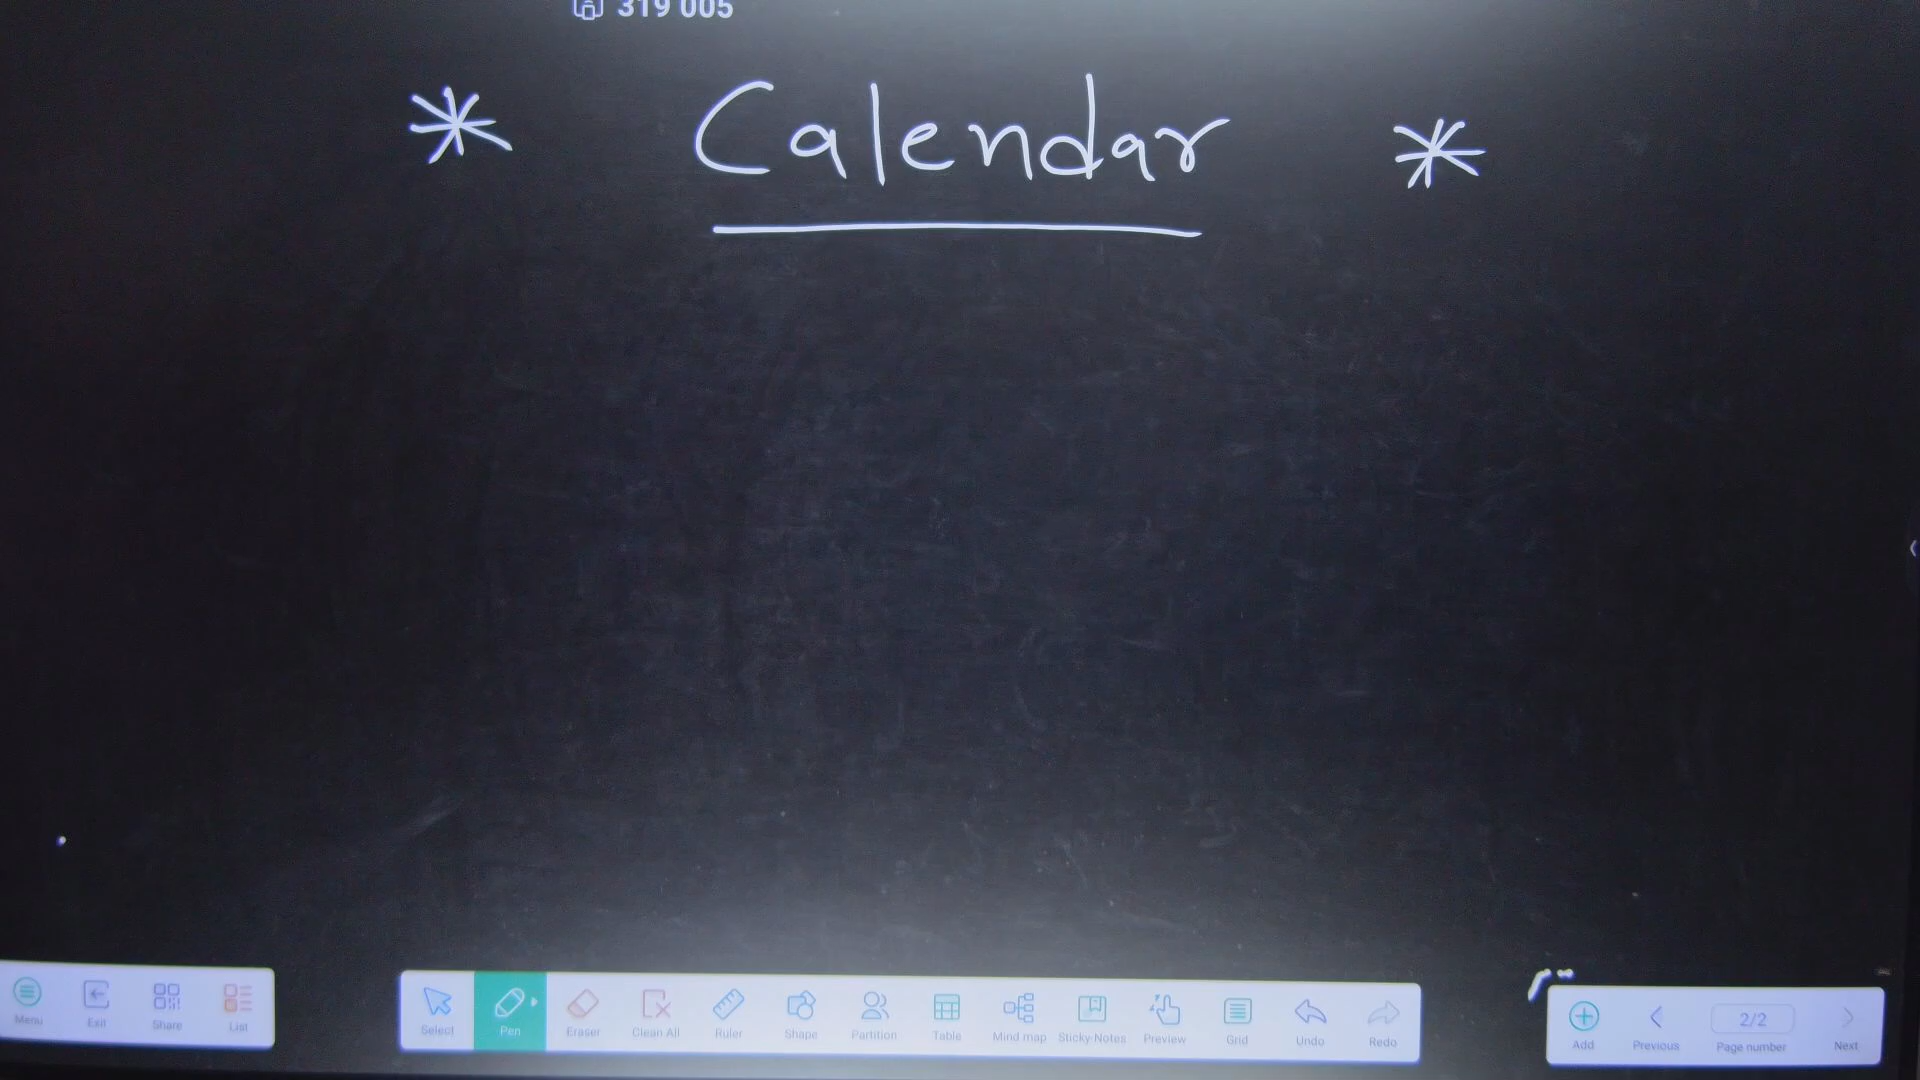 319 005
* Calendar *
Menu Exit Share List
Select Pen Eraser Clean All Ruler Shape Partition Table Mind map Sticky Notes Preview Grid Undo Redo
Add Previous 2/2 Page number Next